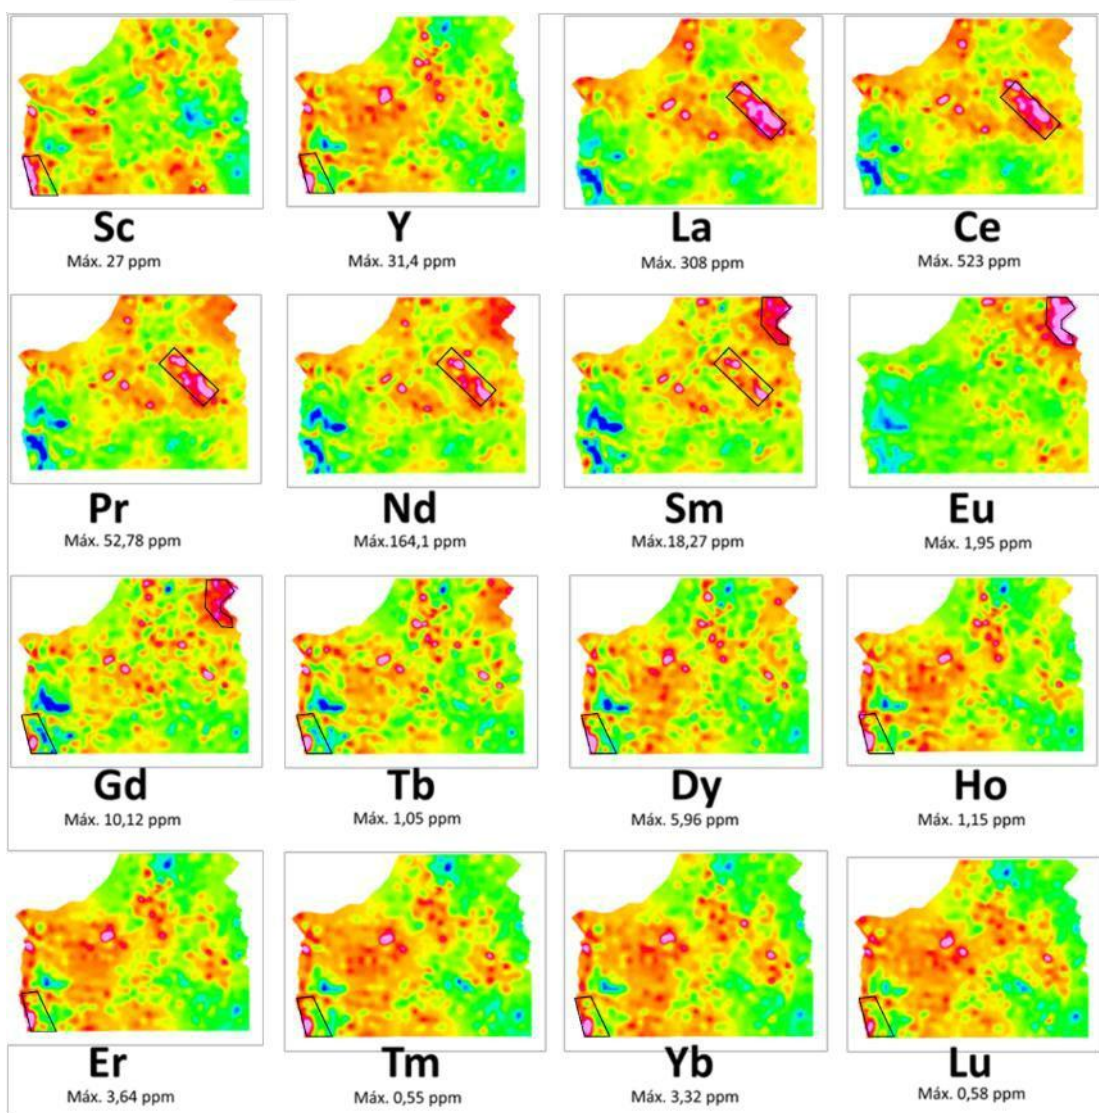 Sc
Y
La
Ce
Máx. 27 ppm
Máx. 31,4 ppm
Máx. 308 ppm
Máx. 523 ppm
Pr
Nd
Sm
Eu
Máx. 52,78 ppm
Máx.164,1 ppm
Máx.18,27 ppm
Máx. 1,95 ppm
Gd
Tb
Dy
Ho
Máx. 10,12 ppm
Máx. 1,05 ppm
Máx. 5,96 ppm
Máx. 1,15 ppm
Er
Tm
Yb
Lu
Máx. 3,64 ppm
Máx. 0,55 ppm
Máx. 3,32 ppm
Máx. 0,58 ppm